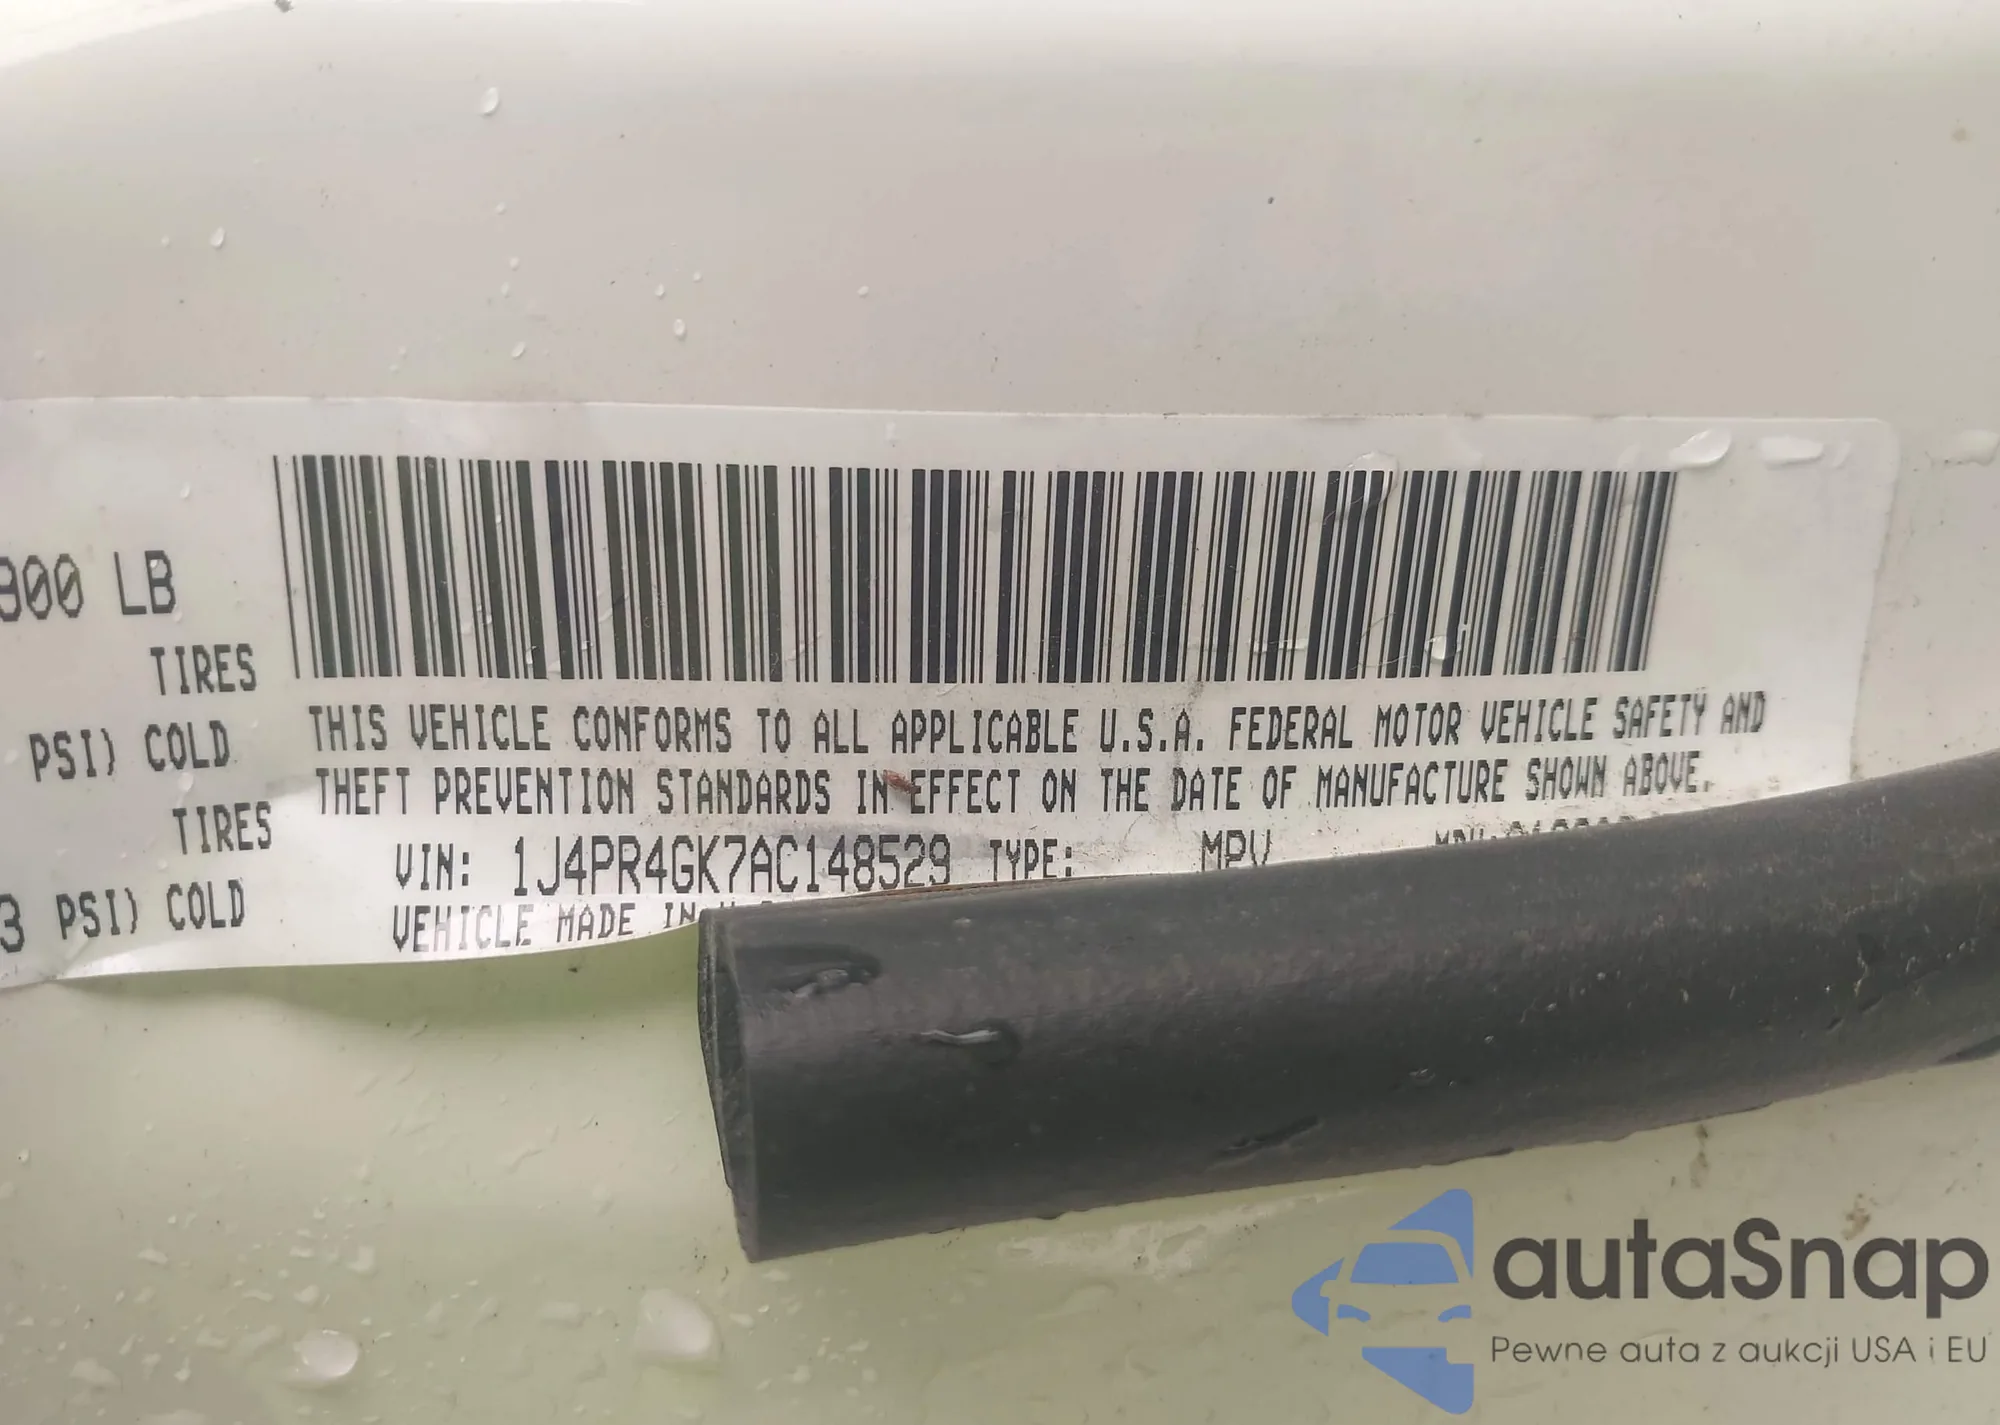 900 LB
TIRES
PSI) COLD
TIRES
3 PSI) COLD
THIS VEHICLE CONFORMS TO ALL APPLICABLE U.S.A. FEDERAL MOTOR VEHICLE SAFETY AND
THEFT PREVENTION STANDARDS IN EFFECT ON THE DATE OF MANUFACTURE SHOWN ABOVE.
VIN: 1J4PR4GK7AC148529 TYPE: MPV
VEHICLE MADE IN
autaSnap
Pewne auta z aukcji USA i EU